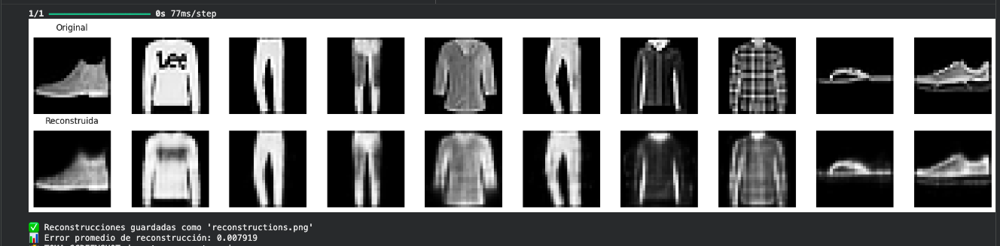 1/1 ━━━━━━━━━━━━━━━━━━━━ 0s 77ms/step
Original
Lee
Reconstruida
✅ Reconstrucciones guardadas como 'reconstructions.png'
📊 Error promedio de reconstrucción: 0.007919